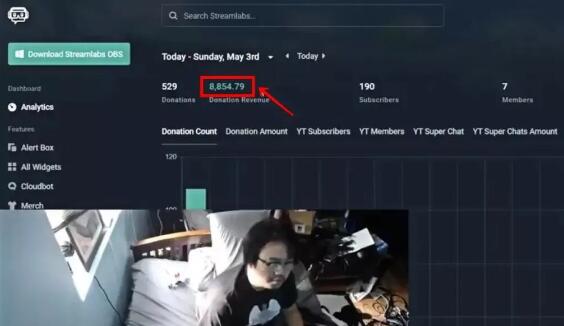 Search Streamlabs...
Download Streamlabs OBS
Today - Sunday, May 3rd
Today
Dashboard
Analytics
Features
Alert Box
All Widgets
Cloudbot
Merch
529
8,854.79
190
7
Donations
Donation Revenue
Subscribers
Members
Donation Count
Donation Amount
YT Subscribers
YT Members
YT Super Chat
YT Super Chats Amount
120
100